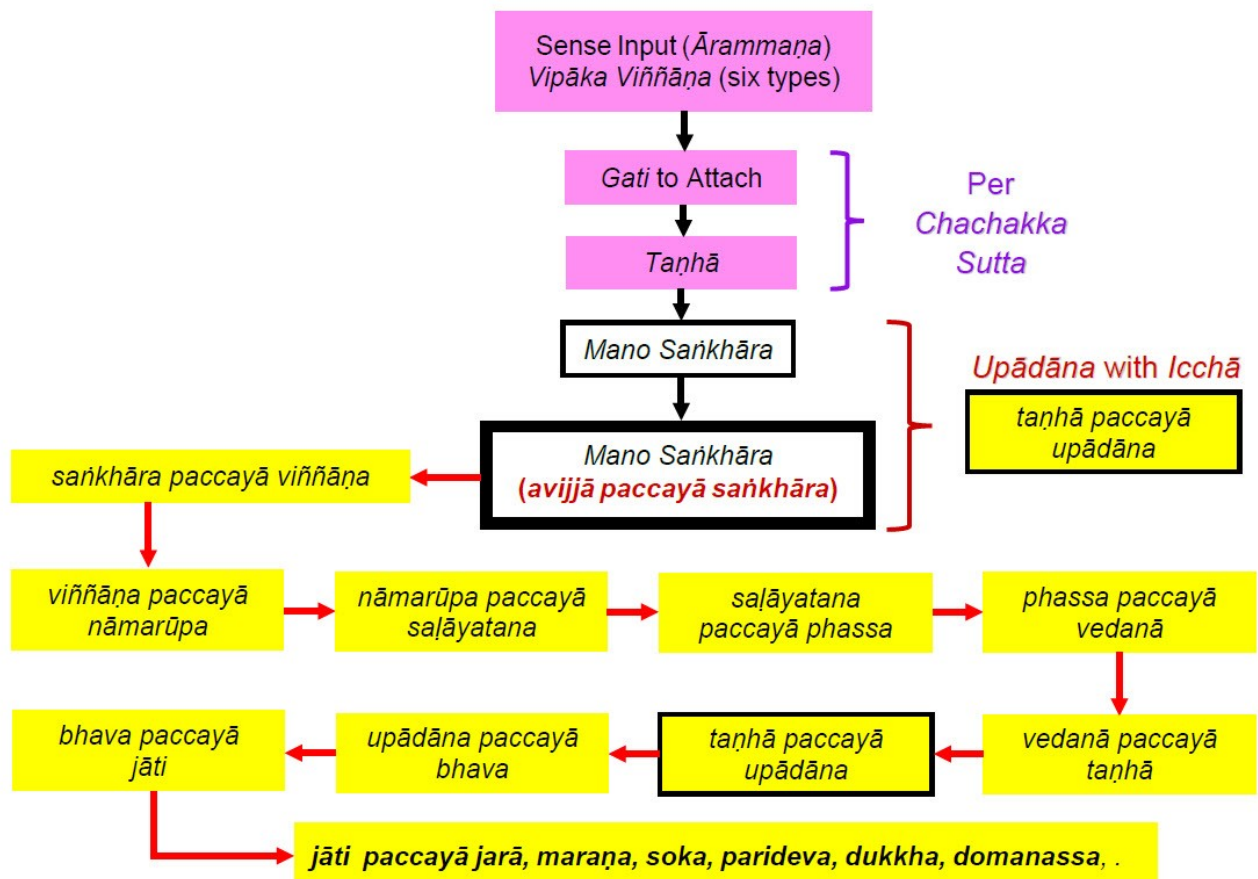 Sense Input (Ārammaṇa)
Vipāka Viññāṇa (six types)
Gati to Attach
Taṇhā
Per
Chachakka
Sutta
Mano Saṅkhāra
Mano Saṅkhāra
(avijjā paccayā saṅkhāra)
Upādāna with Icchā
taṇhā paccayā
upādāna
saṅkhāra paccayā viññāṇa
viññāṇa paccayā
nāmarūpa
nāmarūpa paccayā
saḷāyatana
saḷāyatana
paccayā phassa
phassa paccayā
vedanā
vedanā paccayā
taṇhā
taṇhā paccayā
upādāna
upādāna paccayā
bhava
bhava paccayā
jāti
jāti paccayā jarā, maraṇa, soka, parideva, dukkha, domanassa, .